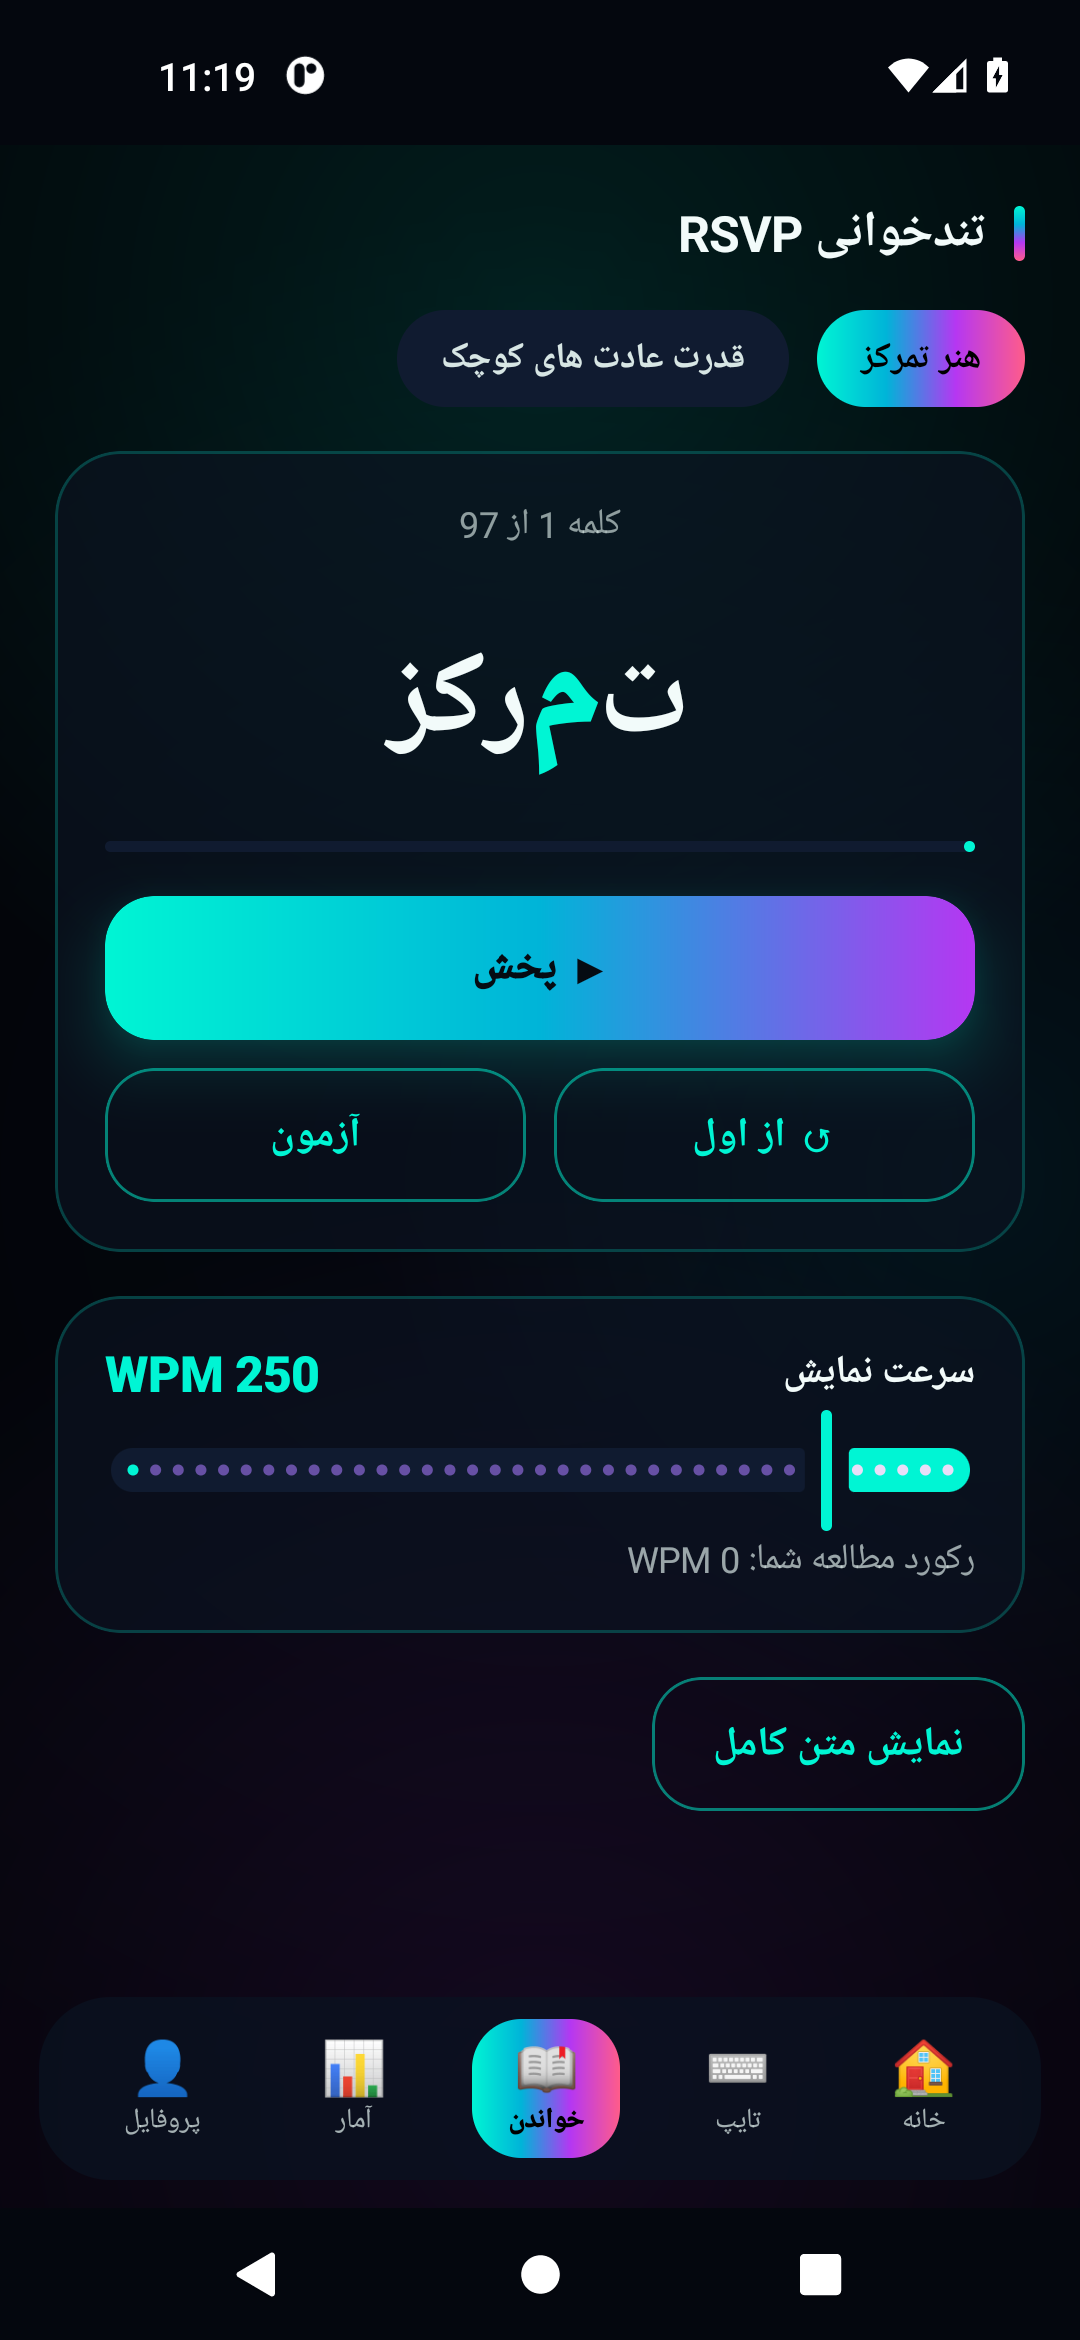 11:19
تندخوانی RSVP
هنر تمرکز
قدرت عادت های کوچک
کلمه 1 از 97
تمرکز
▶ پخش
↺ از اول
آزمون
سرعت نمایش
250 WPM
رکورد مطالعه شما: 0 WPM
نمایش متن کامل
خانه
تایپ
خواندن
آمار
پروفایل